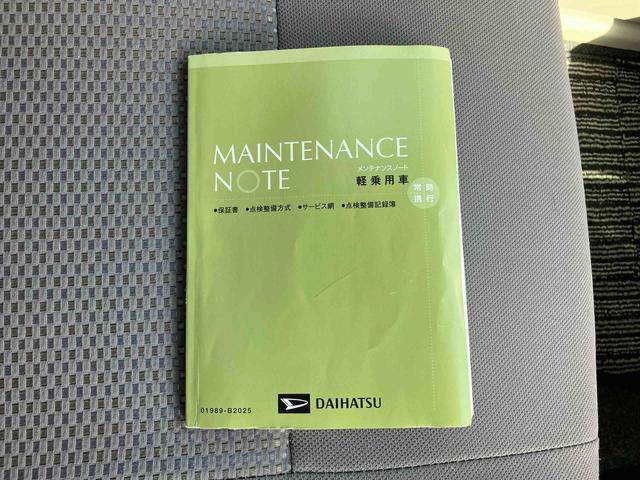 MAINTENANCE
メンテナンスノート
NOTE 軽乗用車
常時
携行
●保証書 ●点検整備方式 ●サービス網 ●点検整備記録簿
01989-B2025
DAIHATSU